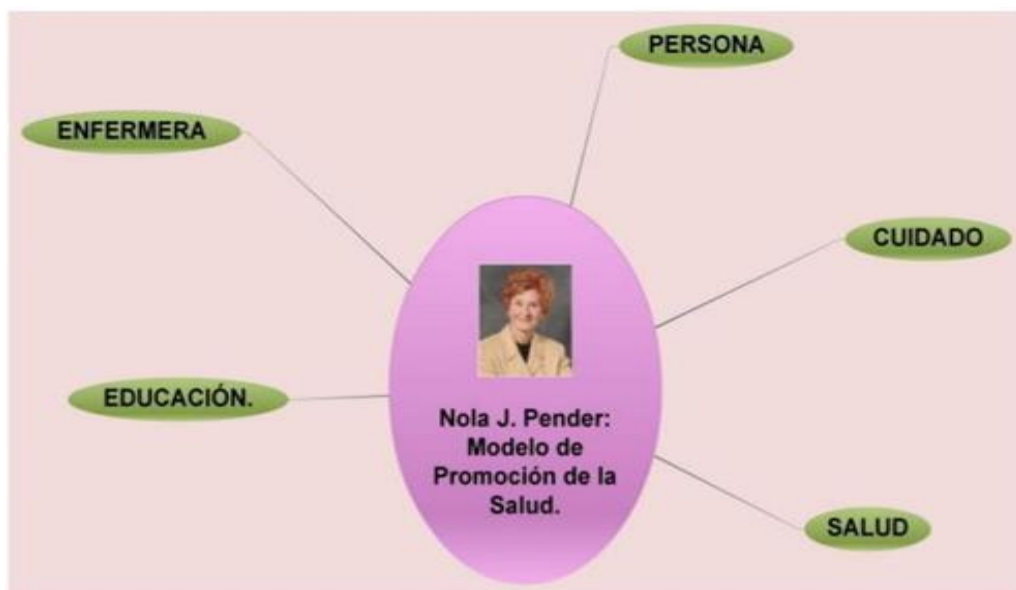 PERSONA
ENFERMERA
CUIDADO
EDUCACIÓN.
Nola J. Pender:
Modelo de
Promoción de la
Salud.
SALUD